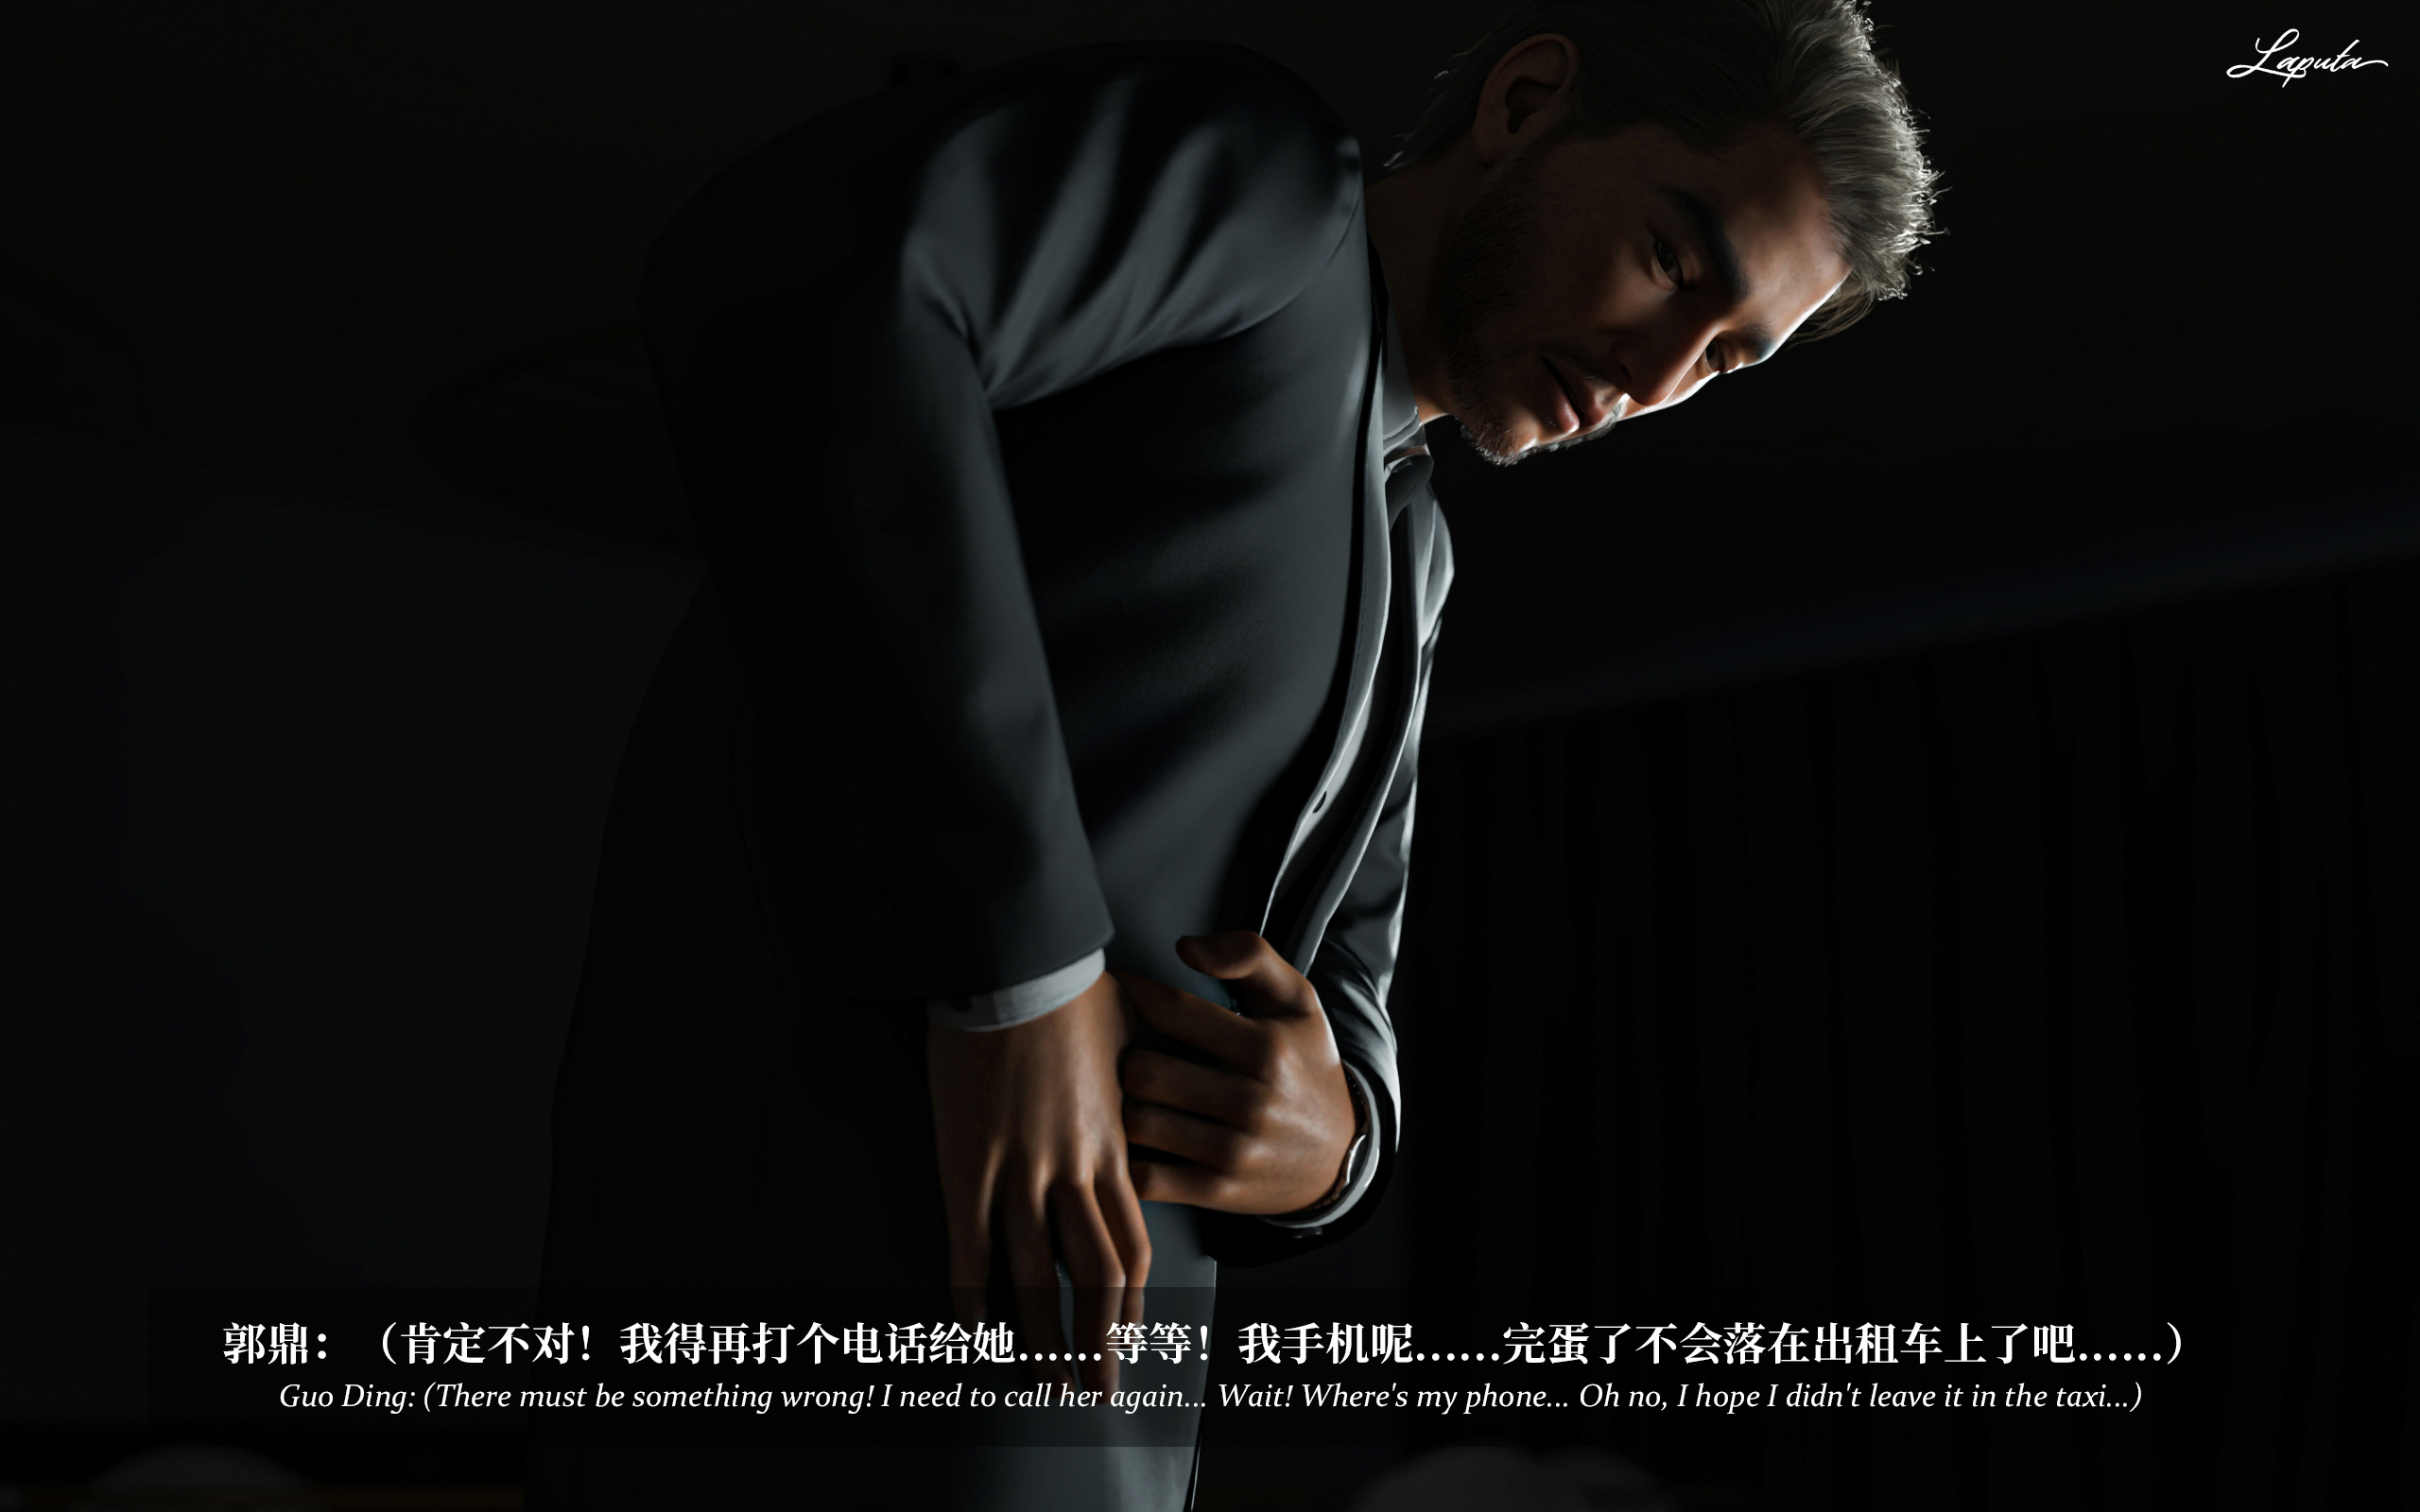 Laputa
郭鼎：（肯定不对！我得再打个电话给她……等等！我手机呢……完蛋了不会落在出租车上了吧……）
Guo Ding: (There must be something wrong! I need to call her again... Wait! Where's my phone... Oh no, I hope I didn't leave it in the taxi...)